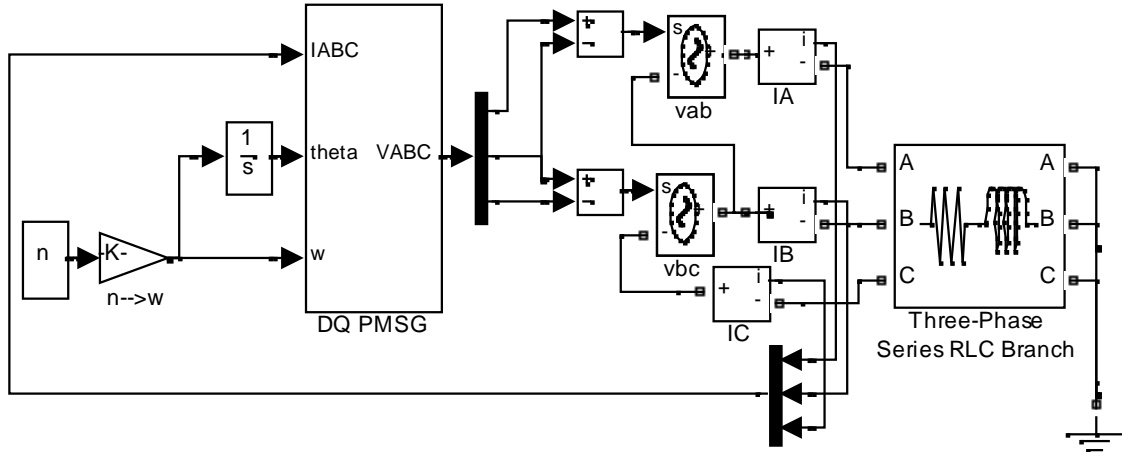 IABC
theta
w
VABC
DQ PMSG
1
s
n
-K-
n-->w
+
−
+
−
s
+
-
vab
s
+
-
vbc
+
i
-
IA
+
i
-
IB
+
i
-
IC
A
B
C
A
B
C
Three-Phase
Series RLC Branch